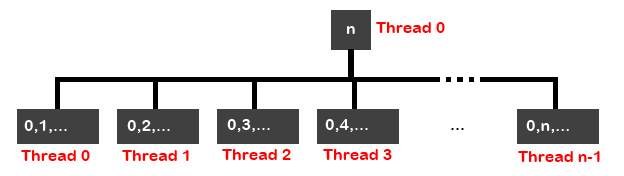 n Thread 0
0,1,... 0,2,... 0,3,... 0,4,... ... 0,n,...
Thread 0 Thread 1 Thread 2 Thread 3 Thread n-1